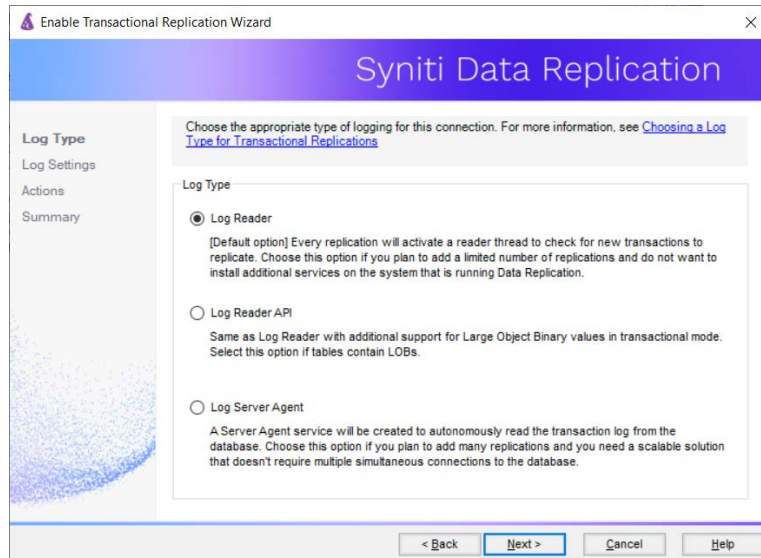 Enable Transactional Replication Wizard
Syniti Data Replication
Log Type
Log Settings
Actions
Summary
Choose the appropriate type of logging for this connection. For more information, see Choosing a Log
Type for Transactional Replications
Log Type
Log Reader
[Default option] Every replication will activate a reader thread to check for new transactions to
replicate. Choose this option if you plan to add a limited number of replications and do not want to
install additional services on the system that is running Data Replication.
Log Reader API
Same as Log Reader with additional support for Large Object Binary values in transactional mode.
Select this option if tables contain LOBs.
Log Server Agent
A Server Agent service will be created to autonomously read the transaction log from the
database. Choose this option if you plan to add many replications and you need a scalable solution
that doesn't require multiple simultaneous connections to the database.
< Back
Next >
Cancel
Help